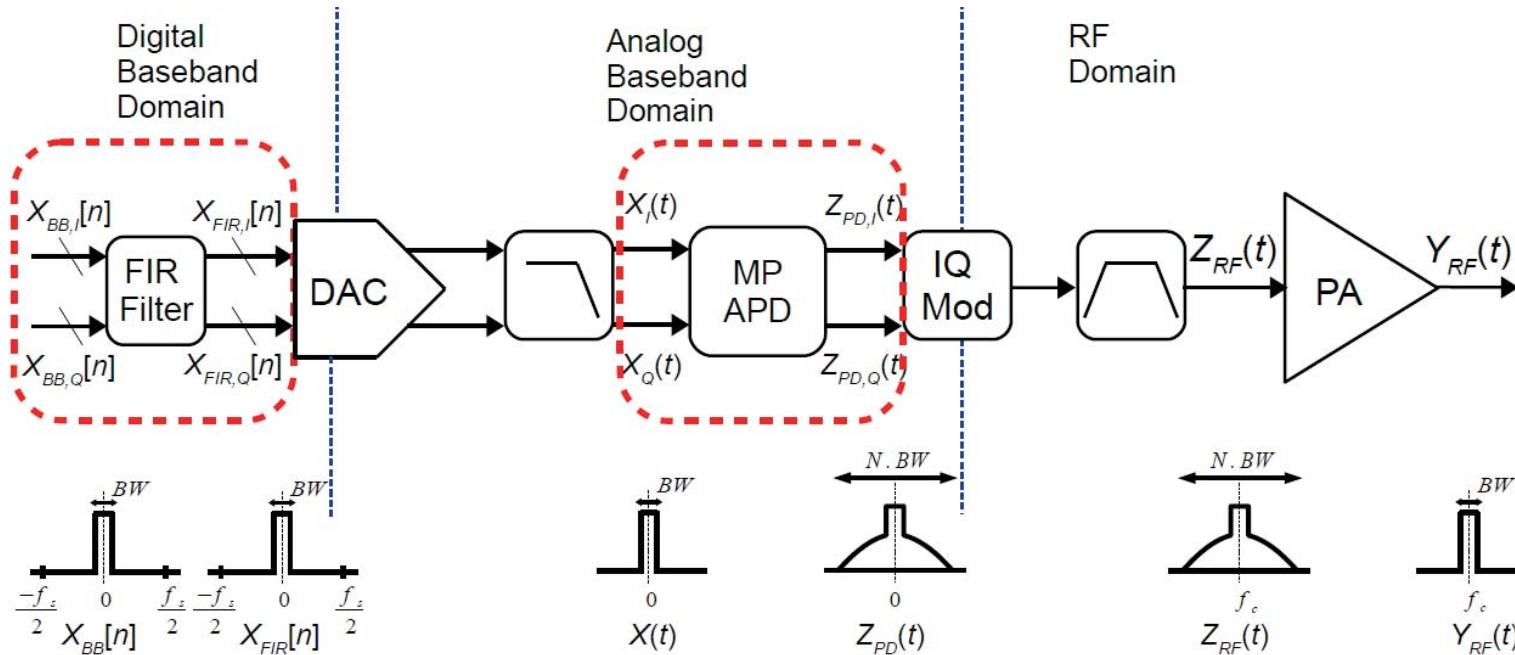 Digital
Baseband
Domain
Analog
Baseband
Domain
RF
Domain
X_{BB,I}[n]
X_{FIR,I}[n]
X_I(t)
Z_{PD,I}(t)
FIR
Filter
DAC
MP
APD
IQ
Mod
Z_{RF}(t)
PA
Y_{RF}(t)
X_{BB,Q}[n]
X_{FIR,Q}[n]
X_Q(t)
Z_{PD,Q}(t)
BW
BW
BW
N . BW
N . BW
BW
-f_s/2
0
f_s/2
-f_s/2
0
f_s/2
0
0
f_c
f_c
X_{BB}[n]
X_{FIR}[n]
X(t)
Z_{PD}(t)
Z_{RF}(t)
Y_{RF}(t)